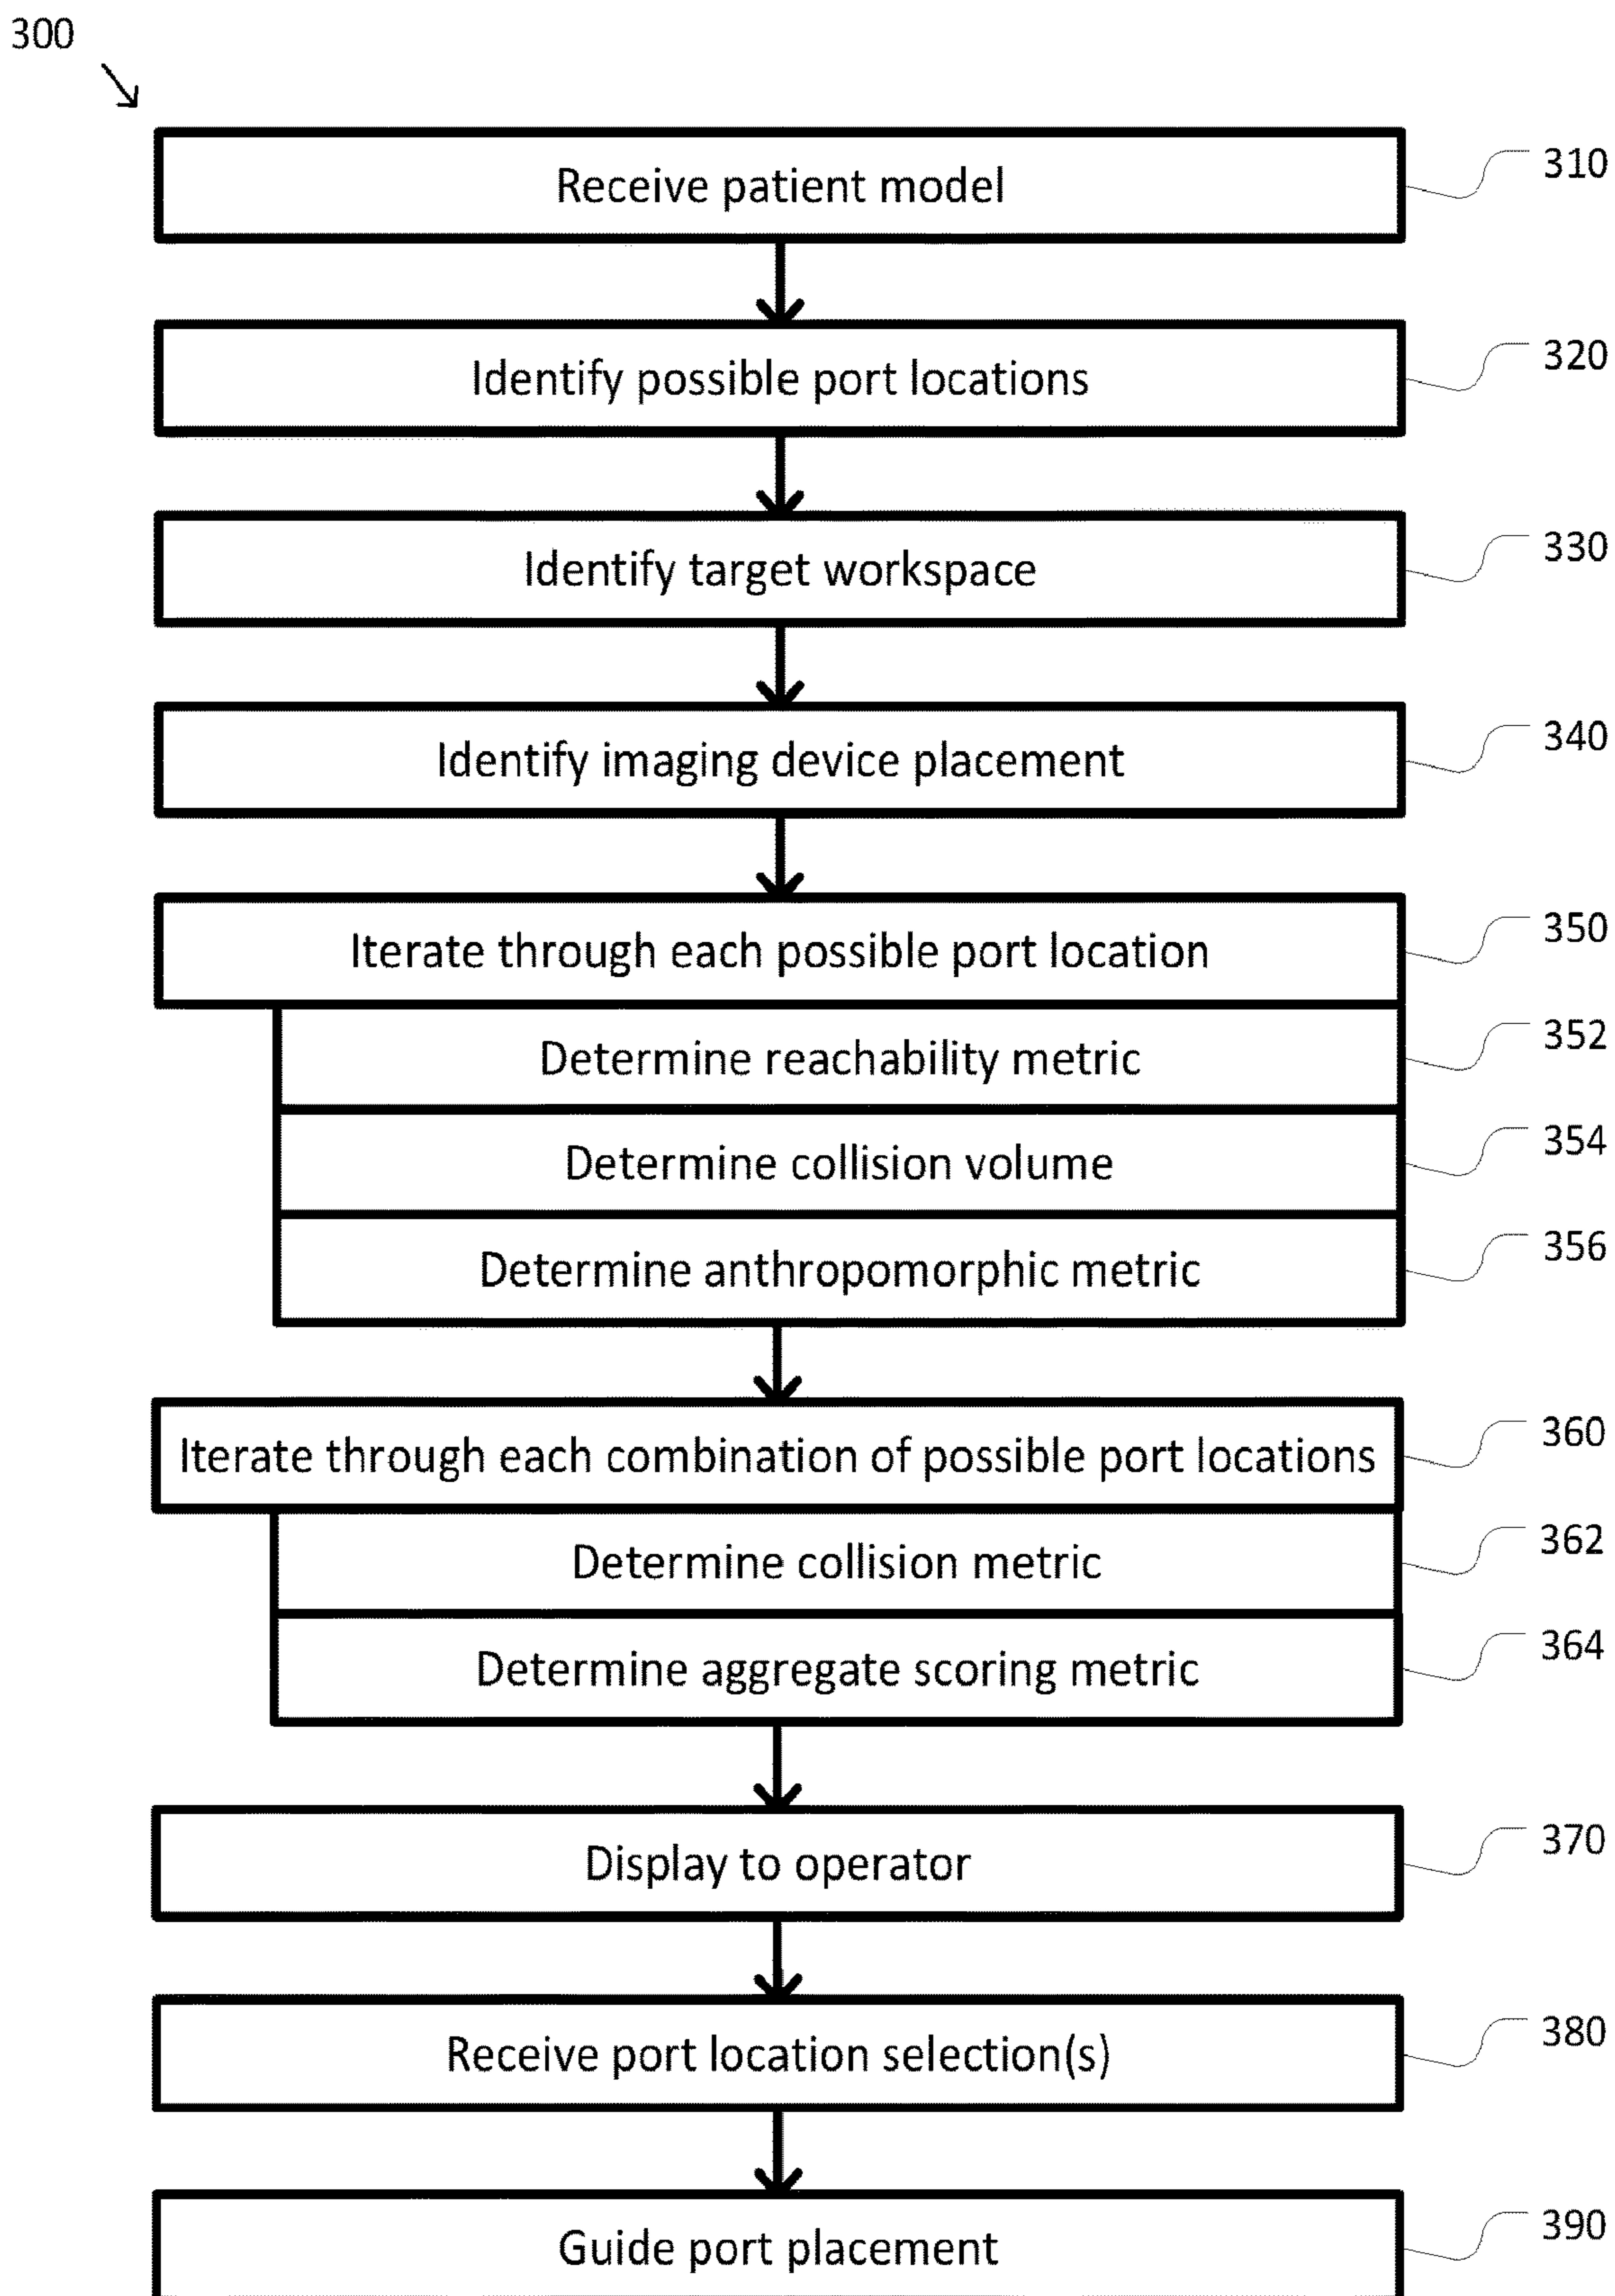 300
Receive patient model 310
Identify possible port locations 320
Identify target workspace 330
Identify imaging device placement 340
Iterate through each possible port location 350
Determine reachability metric 352
Determine collision volume 354
Determine anthropomorphic metric 356
Iterate through each combination of possible port locations 360
Determine collision metric 362
Determine aggregate scoring metric 364
Display to operator 370
Receive port location selection(s) 380
Guide port placement 390